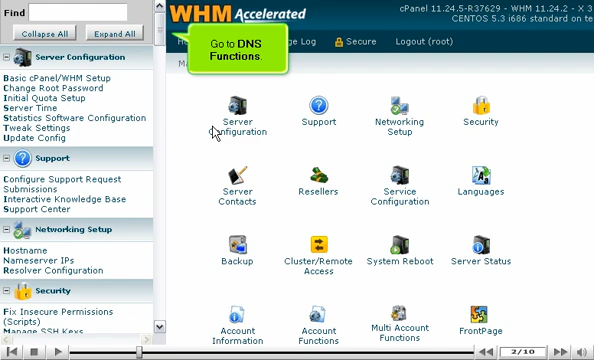 Find
Collapse All
Expand All
Server Configuration
Basic cPanel/WHM Setup
Change Root Password
Initial Quota Setup
Server Time
Statistics Software Configuration
Tweak Settings
Update Config
Support
Configure Support Request
Submissions
Interactive Knowledge Base
Support Center
Networking Setup
Hostname
Nameserver IPs
Resolver Configuration
Security
Fix Insecure Permissions
(Scripts)
Manage SSH Keys
WHM Accelerated
cPanel 11.24.5-R37629 - WHM 11.24.2 - X 3
CENTOS 5.3 i686 standard on te
Log
Secure
Logout (root)
Go to DNS
Functions.
Server
Configuration
Support
Networking
Setup
Security
Server
Contacts
Resellers
Service
Configuration
Languages
Backup
Cluster/Remote
Access
System Reboot
Server Status
Account
Information
Account
Functions
Multi Account
Functions
FrontPage
2/10